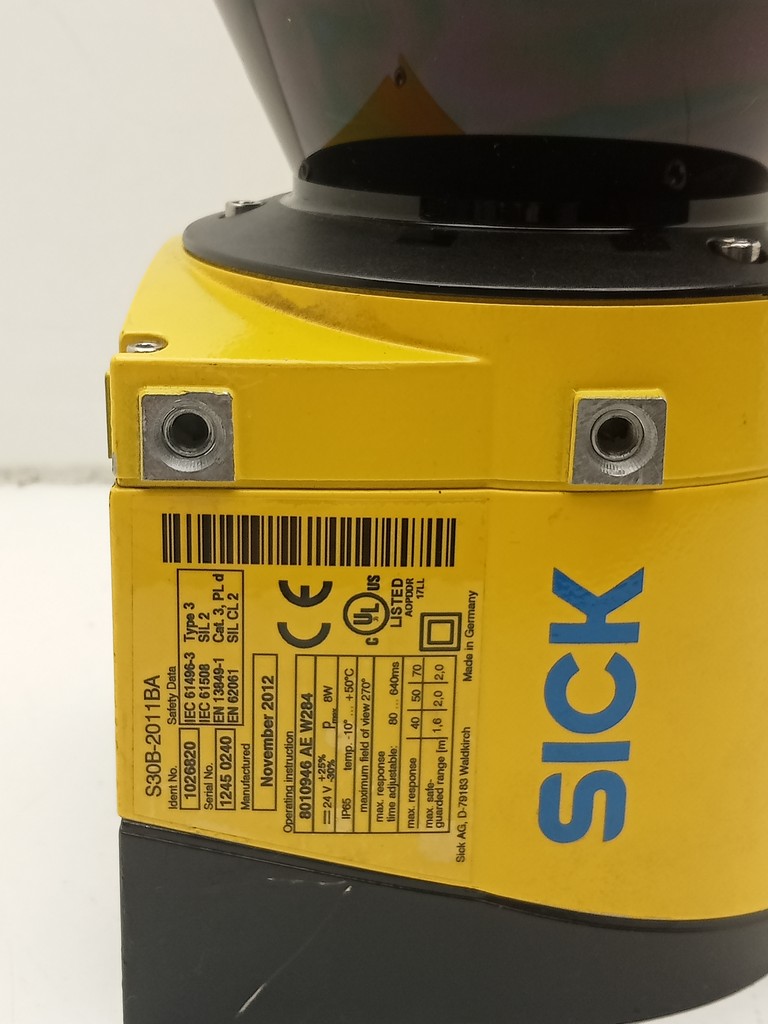 S30B-2011BA
Ident No. Safety Data
1026820 IEC 61496-3 Type 3
IEC 61508 SIL 2
Serial No. EN 13849-1 Cat. 3, PL d
1245 0240 EN 62061 SIL CL 2
Manufactured
November 2012
CE
C UL US
LISTED
AOPDDR
17LL
Operating instruction
8010946 AE W284
24 V +25% -30% Pmax 8W
IP65 temp. -10° ... +50°C
maximum field of view 270°
max. response
time adjustable: 80 ... 640ms
max. response 40 50 70
max. safe-
guarded range [m] 1,6 2,0 2,0
Sick AG, D-79183 Waldkirch Made in Germany
SICK